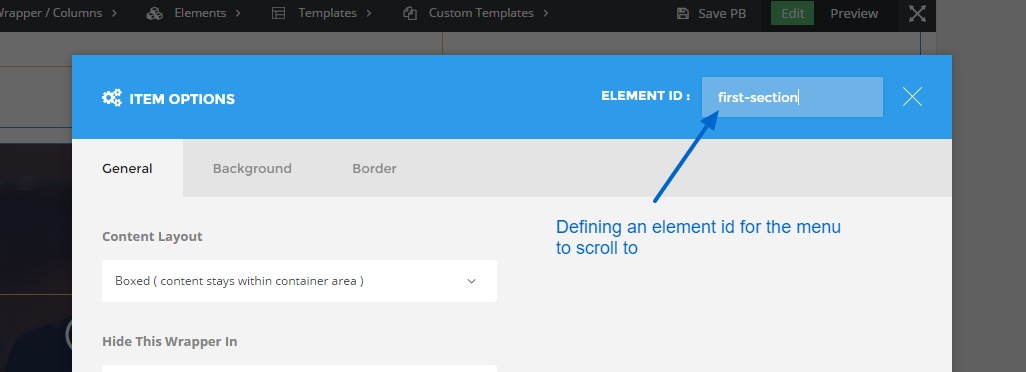 Wrapper / Columns > Elements > Templates > Custom Templates > Save PB Edit Preview
ITEM OPTIONS ELEMENT ID : first-section
General Background Border
Defining an element id for the menu
to scroll to
Content Layout
Boxed ( content stays within container area )
Hide This Wrapper In